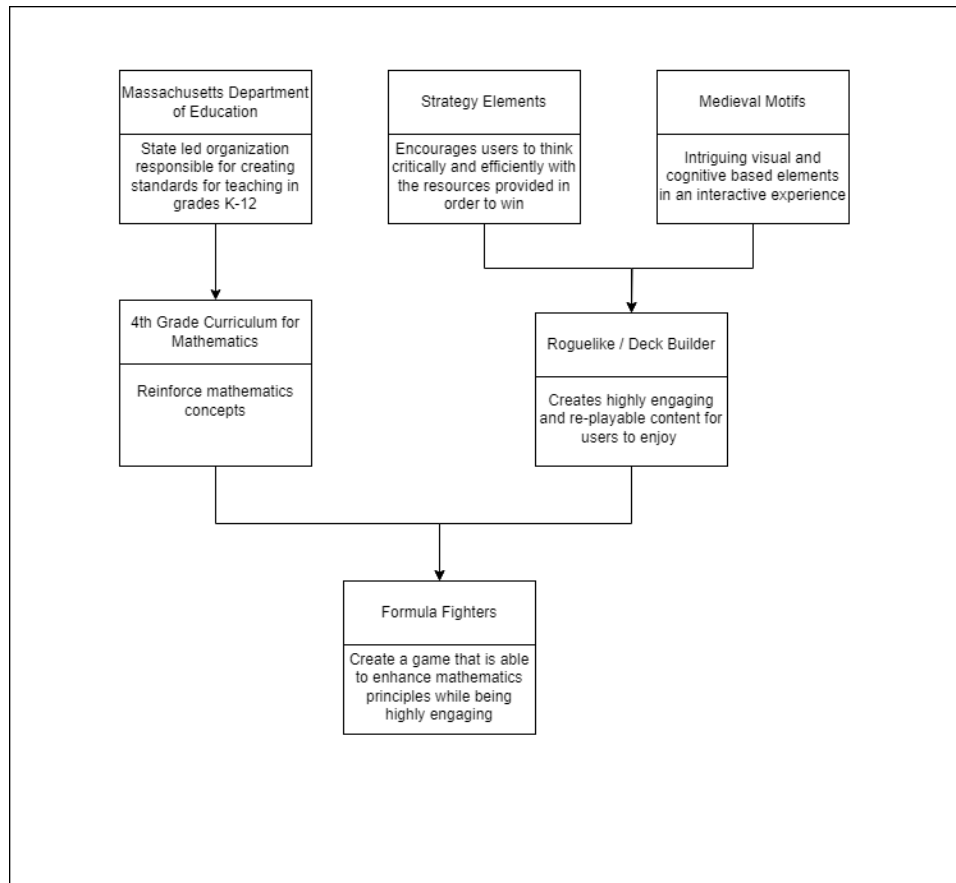 Massachusetts Department
of Education
State led organization
responsible for creating
standards for teaching in
grades K-12
Strategy Elements
Encourages users to think
critically and efficiently with
the resources provided in
order to win
Medieval Motifs
Intriguing visual and
cognitive based elements
in an interactive experience
4th Grade Curriculum for
Mathematics
Reinforce mathematics
concepts
Roguelike / Deck Builder
Creates highly engaging
and re-playable content for
users to enjoy
Formula Fighters
Create a game that is able
to enhance mathematics
principles while being
highly engaging